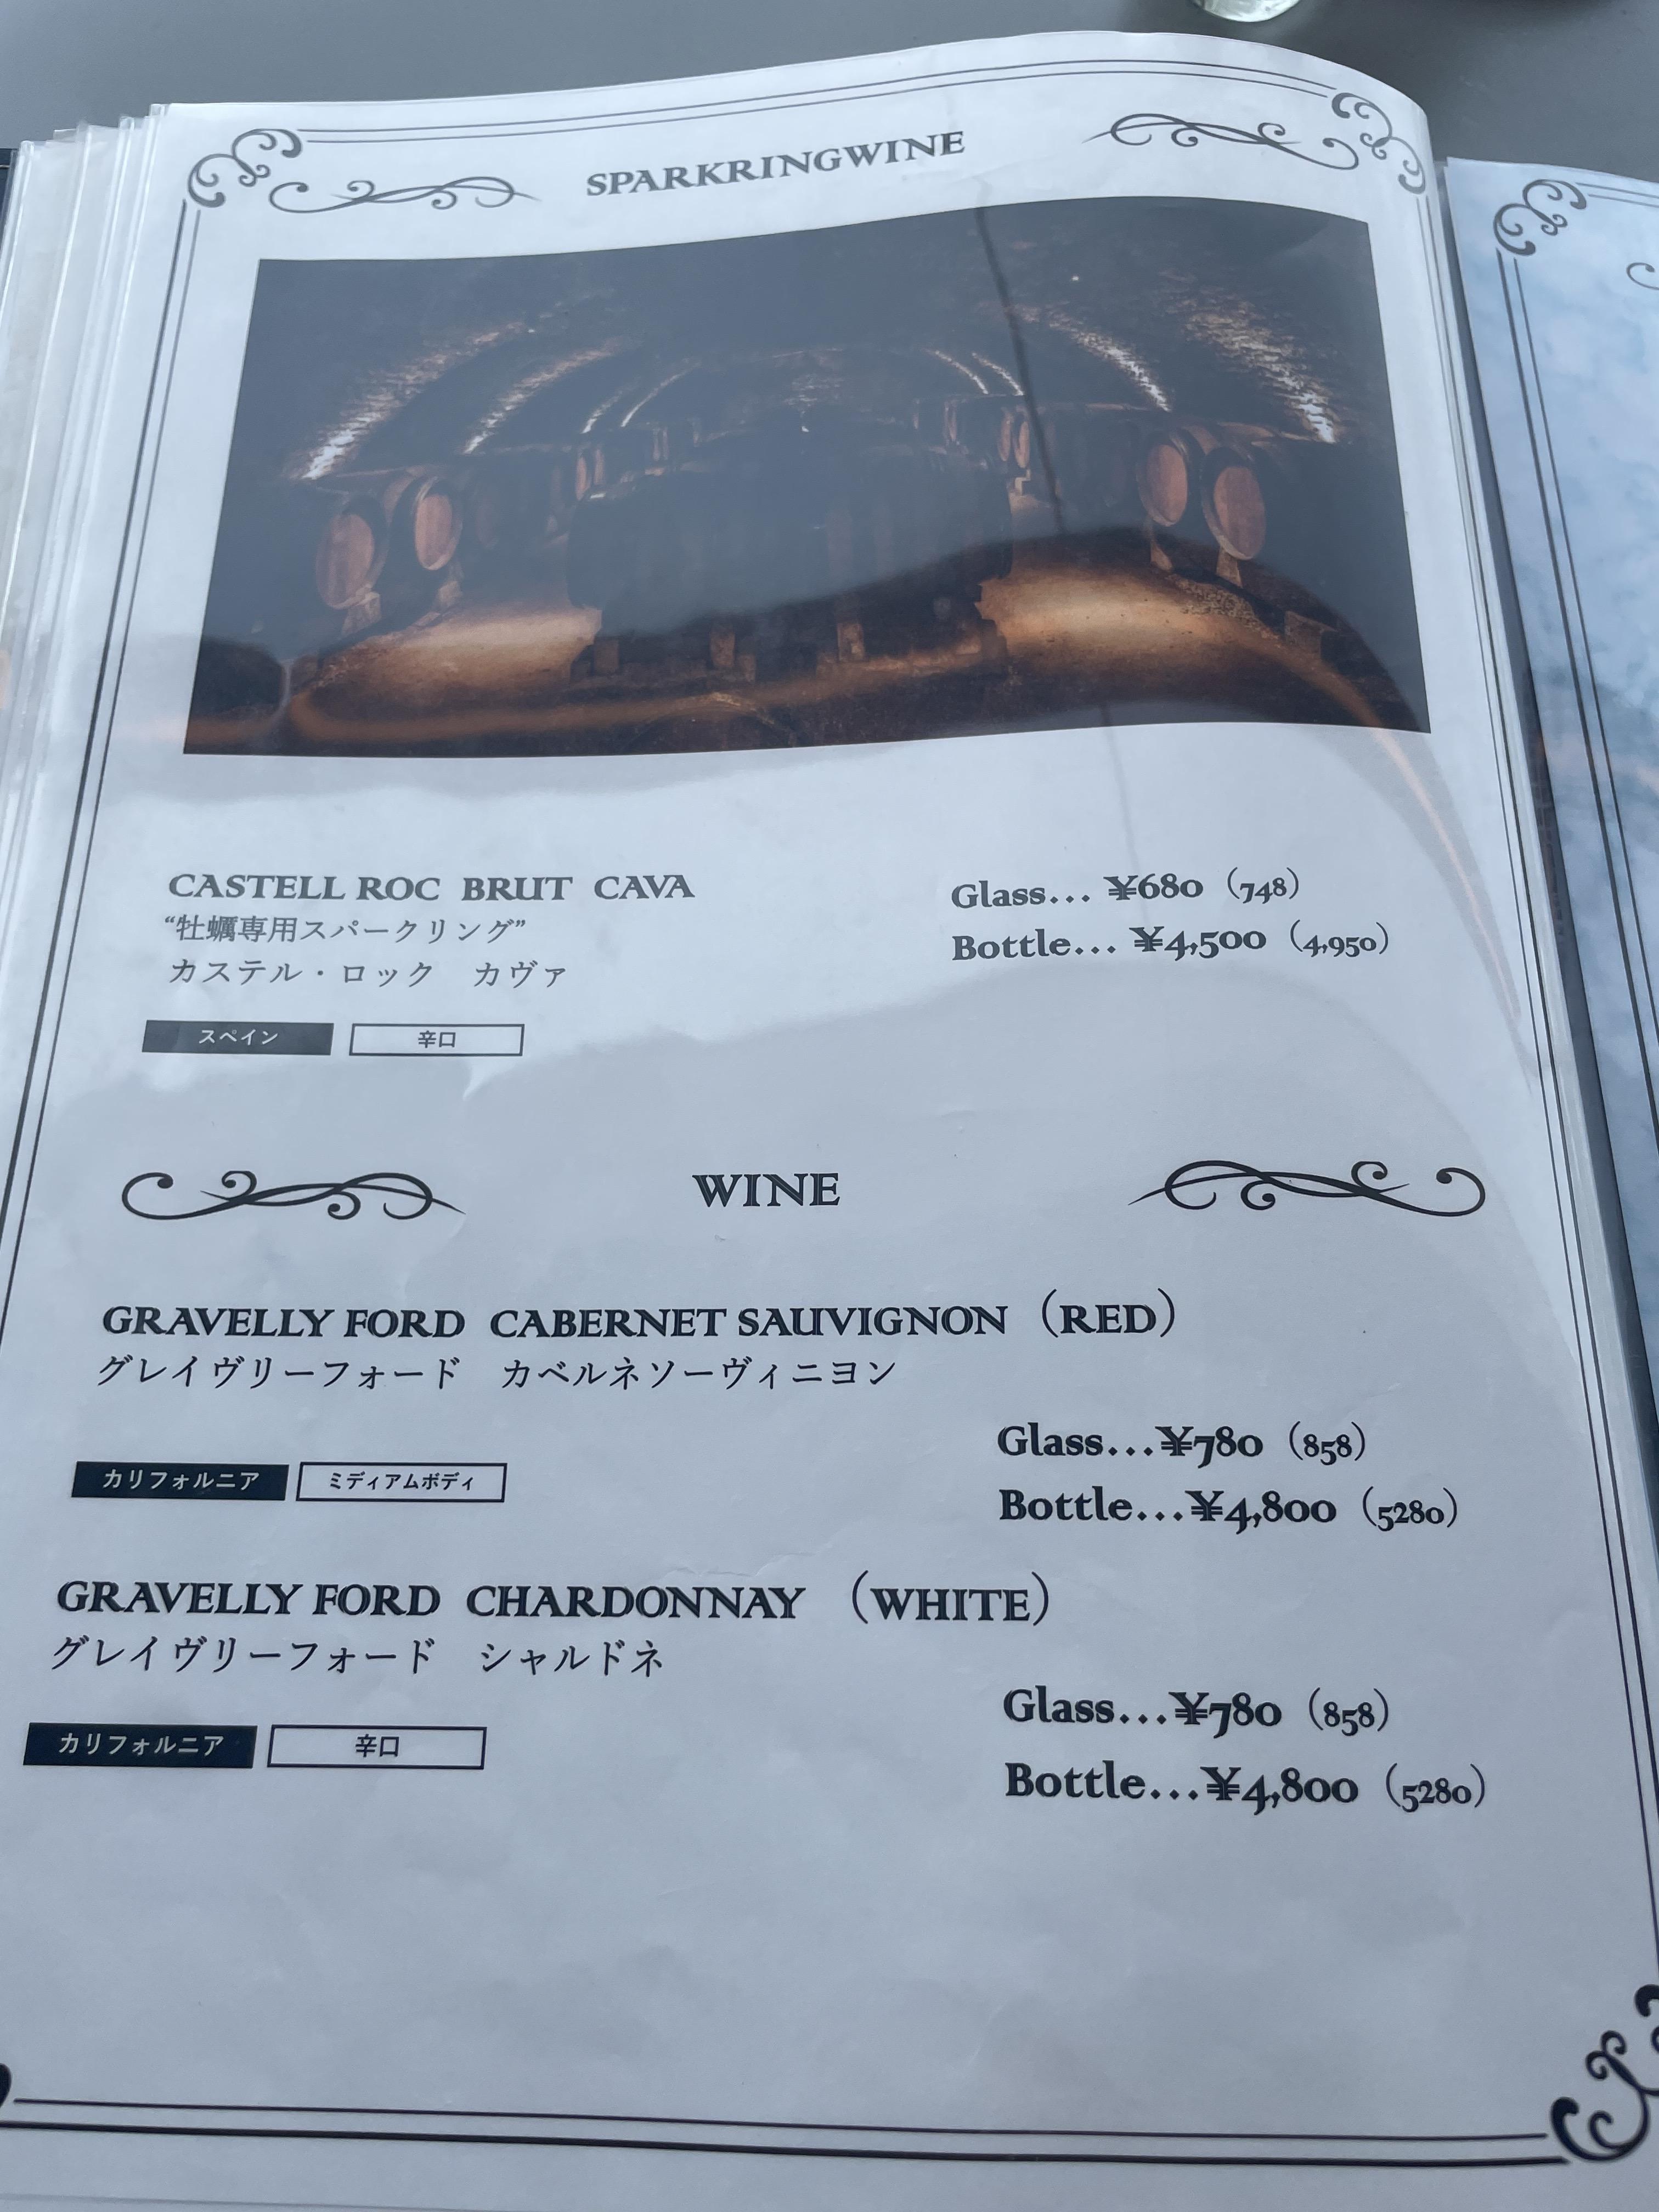 SPARKRINGWINE
CASTELL ROC BRUT CAVA
“牡蠣専用スパークリング”
カステル・ロック　カヴァ
Glass... ¥680（748）
Bottle... ¥4,500（4,950）
スペイン
辛口
WINE
GRAVELLY FORD CABERNET SAUVIGNON（RED）
グレイヴリーフォード　カベルネソーヴィニヨン
Glass...¥780（858）
Bottle...¥4,800（5280）
カリフォルニア
ミディアムボディ
GRAVELLY FORD CHARDONNAY （WHITE）
グレイヴリーフォード　シャルドネ
Glass...¥780（858）
Bottle...¥4,800（5280）
カリフォルニア
辛口